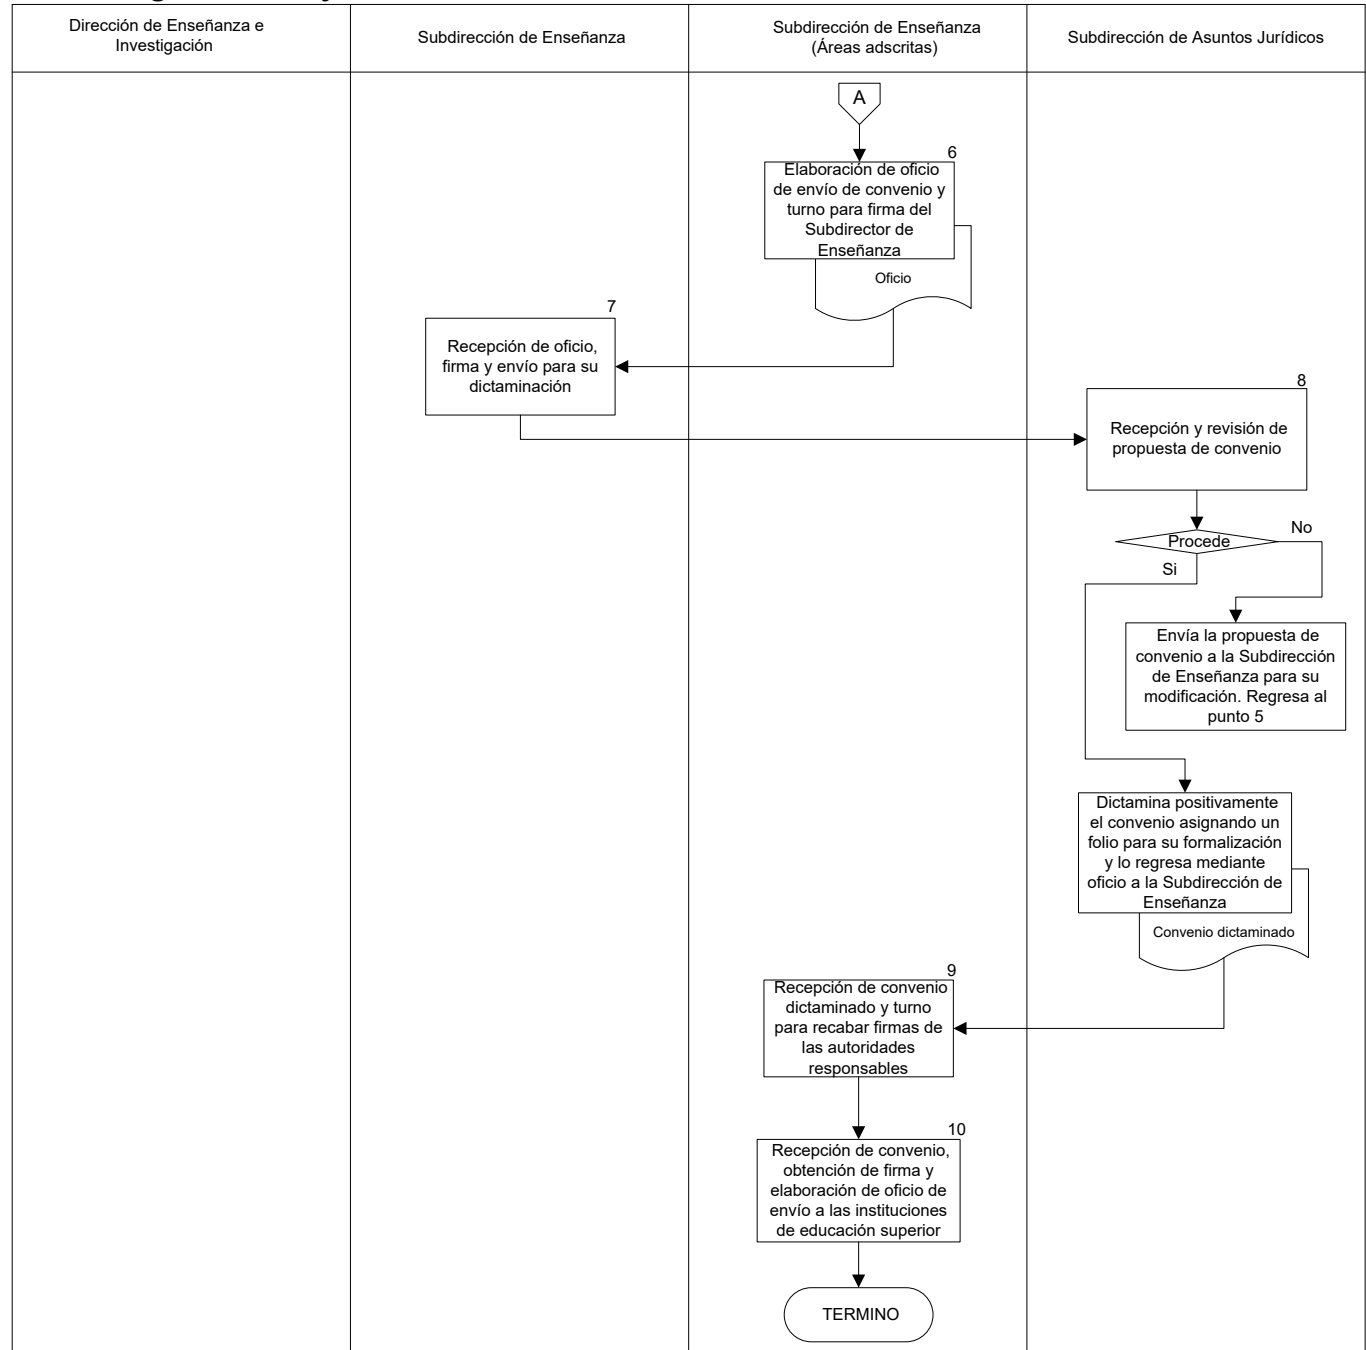 Dirección de Enseñanza e
Investigación
Subdirección de Enseñanza
Subdirección de Enseñanza
(Áreas adscritas)
Subdirección de Asuntos Jurídicos
A
6
Elaboración de oficio
de envío de convenio y
turno para firma del
Subdirector de
Enseñanza
Oficio
7
Recepción de oficio,
firma y envío para su
dictaminación
8
Recepción y revisión de
propuesta de convenio
Procede
No
Si
Envía la propuesta de
convenio a la Subdirección
de Enseñanza para su
modificación. Regresa al
punto 5
Dictamina positivamente
el convenio asignando un
folio para su formalización
y lo regresa mediante
oficio a la Subdirección de
Enseñanza
Convenio dictaminado
9
Recepción de convenio
dictaminado y turno
para recabar firmas de
las autoridades
responsables
10
Recepción de convenio,
obtención de firma y
elaboración de oficio de
envío a las instituciones
de educación superior
TERMINO